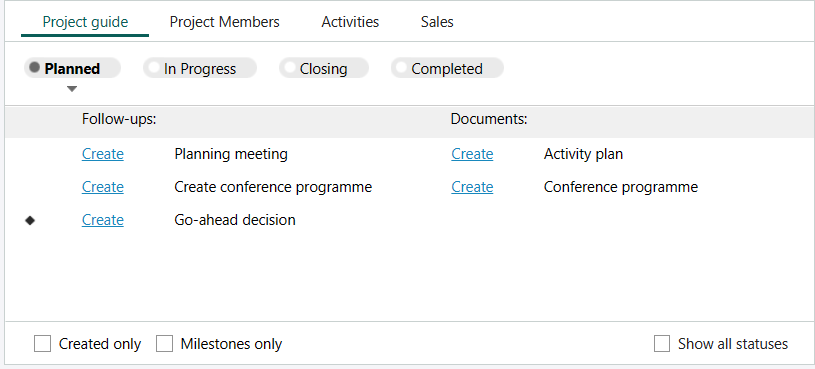 Project guide Project Members Activities Sales
Planned In Progress Closing Completed
Follow-ups: Documents:
Create Planning meeting Create Activity plan
Create Create conference programme Create Conference programme
Create Go-ahead decision
Created only Milestones only Show all statuses